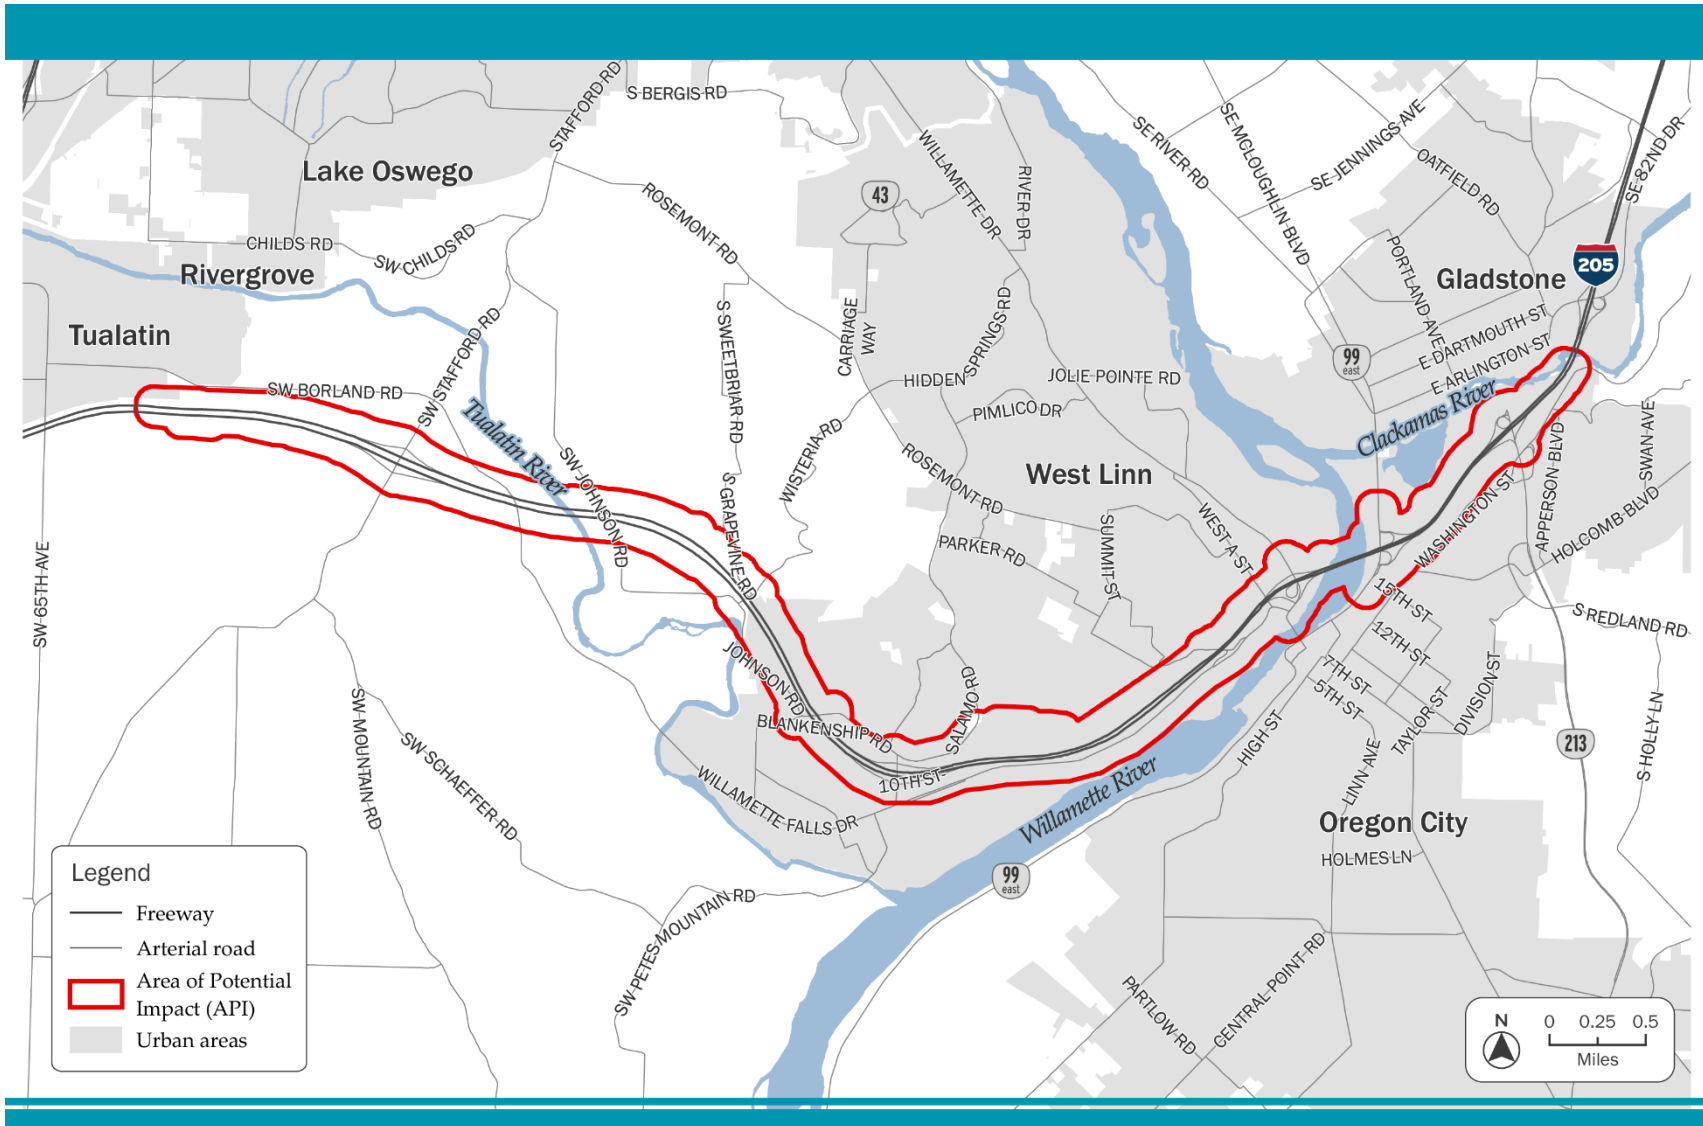 S BERGIS RD
STAFFORD RD
Lake Oswego
43
WILLAMETTE DR
RIVER DR
SE RIVER RD
SE MCLOUGHLIN BLVD
SE JENNINGS AVE
OATFIELD RD
SE 82ND DR
ROSEMONT RD
CHILDS RD
SW CHILDS RD
Rivergrove
Tualatin
PORTLAND AVE
Gladstone
205
E DARTMOUTH ST
E ARLINGTON ST
99
east
S SWEETBRIAR RD
CARRIAGE
WAY
HIDDEN SPRINGS RD
JOLIE POINTE RD
PIMLICO DR
SW STAFFORD RD
SW BORLAND RD
Tualatin River
WISTERIA RD
ROSEMONT RD
West Linn
Clackamas River
SWAN AVE
APPERSON BLVD
HOLCOMB BLVD
WASHINGTON ST
SW JOHNSON RD
S GRAPEVINE RD
PARKER RD
SUMMIT ST
WEST A ST
SW 65TH AVE
15TH ST
12TH ST
7TH ST
5TH ST
S REDLAND RD
DIVISION ST
TAYLOR ST
JOHNSON RD
BLANKENSHIP RD
SALAMO RD
10TH ST
HIGH ST
LINN AVE
213
S HOLLY LN
SW MOUNTAIN RD
SW SCHAEFFER RD
WILLAMETTE FALLS DR
Willamette River
Oregon City
HOLMES LN
99
east
SW PETES MOUNTAIN RD
PARTLOW RD
CENTRAL POINT RD
Legend
Freeway
Arterial road
Area of Potential
Impact (API)
Urban areas
N
0 0.25 0.5
Miles